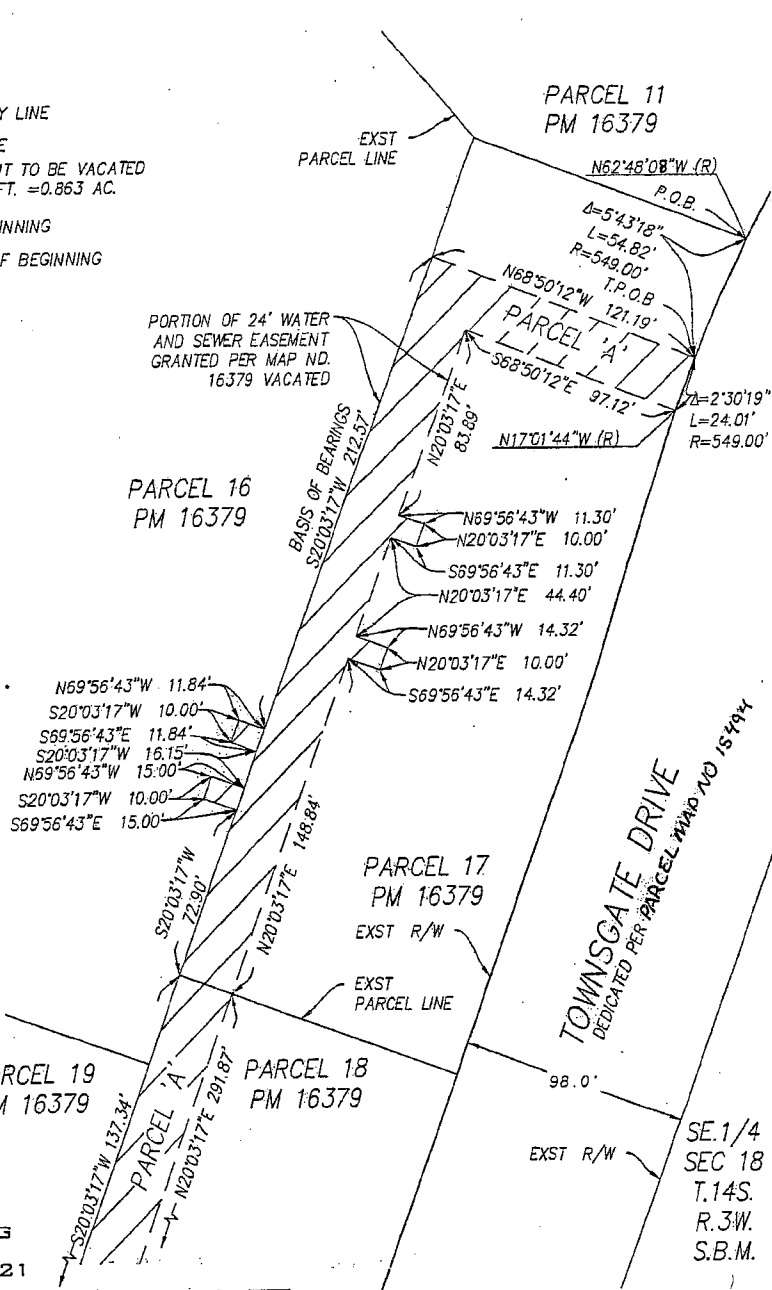 Y LINE
E
T TO BE VACATED
FT. =0.863 AC.
INNING
F BEGINNING
PARCEL 11
PM 16379
EXST
PARCEL LINE
N62°48'08"W (R)
P.O.B.
Δ=5°43'18"
L=54.82'
R=549.00'
T.P.O.B
N68°50'12"W 121.19'
PARCEL 'A'
S68°50'12"E 97.12'
Δ=2°30'19"
L=24.01'
R=549.00'
N17°01'44"W (R)
PORTION OF 24' WATER
AND SEWER EASEMENT
GRANTED PER MAP NO.
16379 VACATED
N20°03'17"E
83.89'
BASIS OF BEARINGS
S20°03'17"W 212.57'
PARCEL 16
PM 16379
N69°56'43"W 11.30'
N20°03'17"E 10.00'
S69°56'43"E 11.30'
N20°03'17"E 44.40'
N69°56'43"W 14.32'
N20°03'17"E 10.00'
S69°56'43"E 14.32'
N69°56'43"W 11.84'
S20°03'17"W 10.00'
S69°56'43"E 11.84'
S20°03'17"W 16.15'
N69°56'43"W 15.00'
S20°03'17"W 10.00'
S69°56'43"E 15.00'
S20°03'17"W
72.90'
N20°03'17"E 148.84'
PARCEL 17
PM 16379
EXST R/W
TOWNSGATE DRIVE
DEDICATED PER PARCEL MAP NO 15494
EXST
PARCEL LINE
RCEL 19
M 16379
PARCEL 18
PM 16379
S20°03'17"W 137.34'
PARCEL 'A'
N20°03'17"E 291.87'
98.0'
EXST R/W
SE.1/4
SEC 18
T.14S.
R.3W.
S.B.M.
G
21